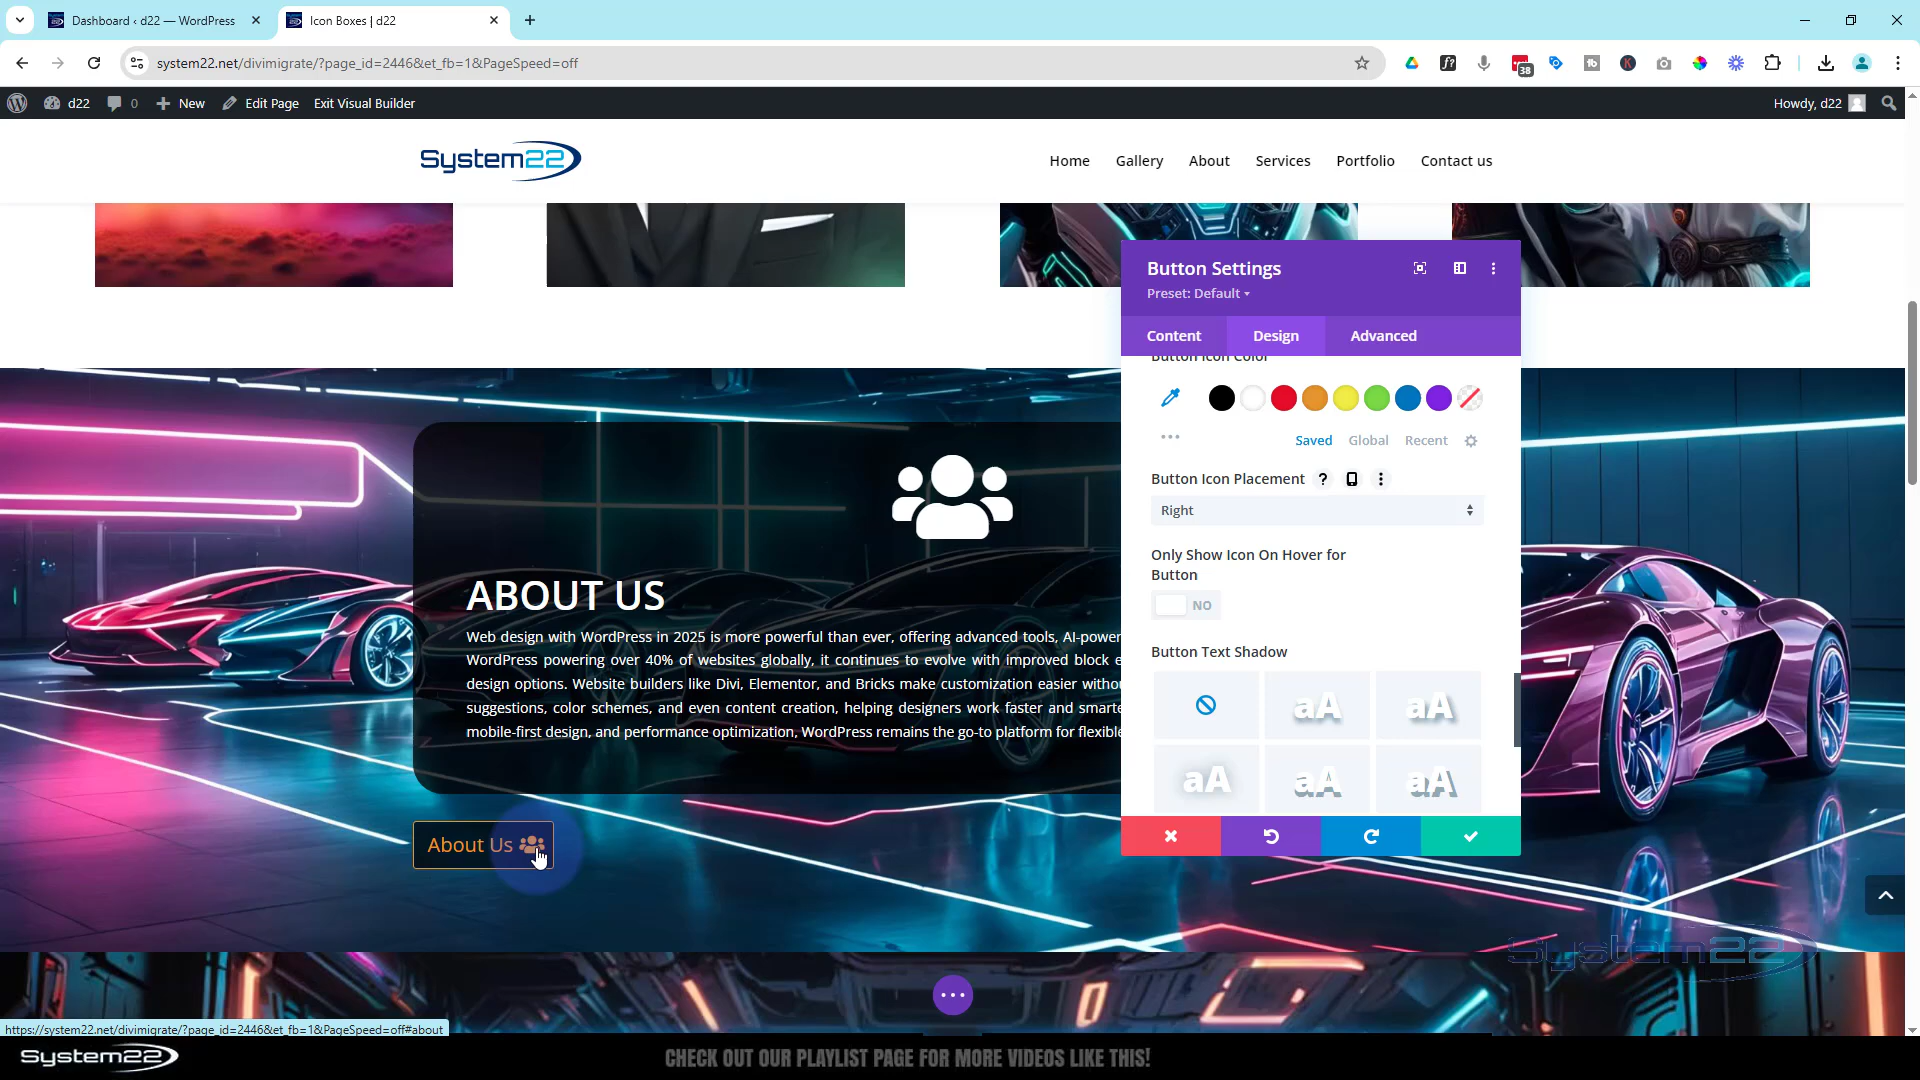 Dashboard ‹ d22 — WordPress
Icon Boxes | d22
system22.net/divimigrate/?page_id=2446&et_fb=1&PageSpeed=off
38
d22
0
New
Edit Page
Exit Visual Builder
Howdy, d22
System22
Home
Gallery
About
Services
Portfolio
Contact us
Button Settings
Preset: Default
Content
Design
Advanced
Button Icon Color
Saved
Global
Recent
Button Icon Placement
Right
Only Show Icon On Hover for
Button
NO
Button Text Shadow
aA
aA
aA
aA
aA
ABOUT US
Web design with WordPress in 2025 is more powerful than ever, offering advanced tools, AI-power
WordPress powering over 40% of websites globally, it continues to evolve with improved block e
design options. Website builders like Divi, Elementor, and Bricks make customization easier withou
suggestions, color schemes, and even content creation, helping designers work faster and smarte
mobile-first design, and performance optimization, WordPress remains the go-to platform for flexible
About Us
System22
https://system22.net/divimigrate/?page_id=2446&et_fb=1&PageSpeed=off#about
System22
CHECK OUT OUR PLAYLIST PAGE FOR MORE VIDEOS LIKE THIS!